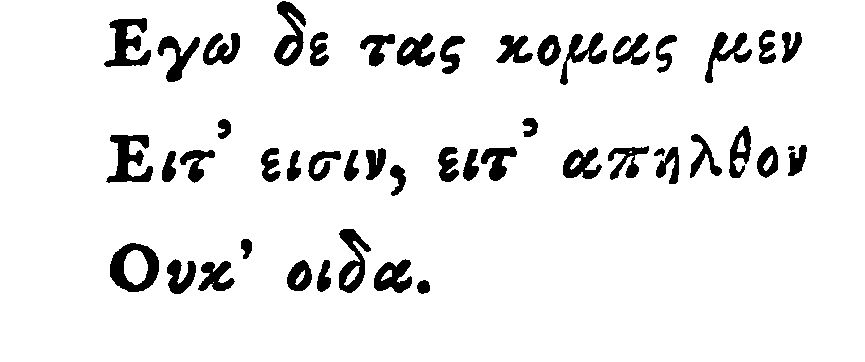 Εγω δε τας κομας μεν
Ειτ' εισιν, ειτ' απηλθον
Ουκ' οιδα.